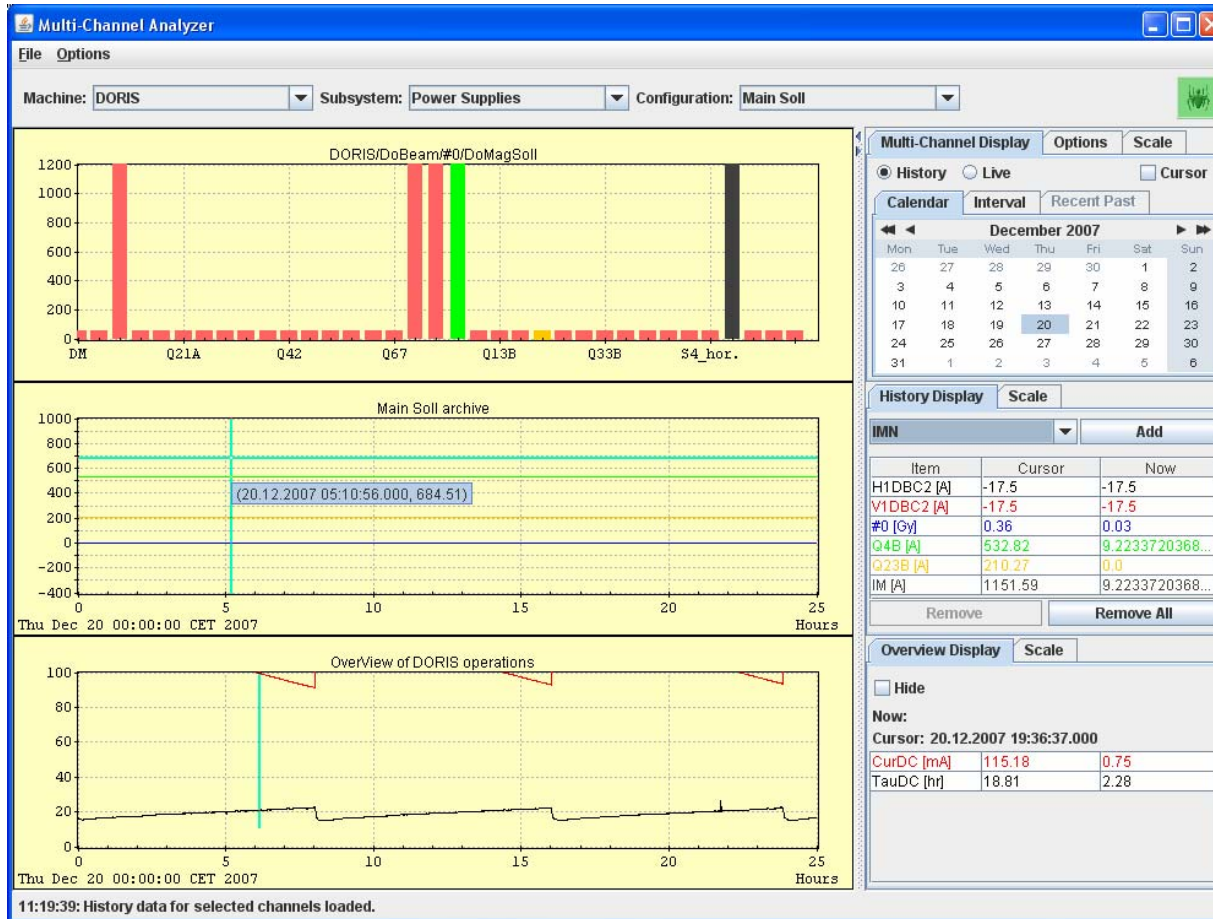 Multi-Channel Analyzer
File Options
Machine: DORIS Subsystem: Power Supplies Configuration: Main Soll
DORIS/DoBeam/#0/DoMagSoll
1200
1000
800
600
400
200
0
DM Q21A Q42 Q67 Q13B Q33B S4_hor.
Main Soll archive
1000
800
600
400
200
0
-200
-400
(20.12.2007 05:10:56.000, 684.51)
0 5 10 15 20 25
Thu Dec 20 00:00:00 CET 2007 Hours
OverView of DORIS operations
100
80
60
40
20
0
0 5 10 15 20 25
Thu Dec 20 00:00:00 CET 2007 Hours
Multi-Channel Display Options Scale
History Live Cursor
Calendar Interval Recent Past
December 2007
Mon Tue Wed Thu Fri Sat Sun
26 27 28 29 30 1 2
3 4 5 6 7 8 9
10 11 12 13 14 15 16
17 18 19 20 21 22 23
24 25 26 27 28 29 30
31 1 2 3 4 5 6
History Display Scale
IMN Add
Item Cursor Now
H1DBC2 [A] -17.5 -17.5
V1DBC2 [A] -17.5 -17.5
#0 [Gy] 0.36 0.03
Q4B [A] 532.82 9.2233720368...
Q23B [A] 210.27 0.0
IM [A] 1151.59 9.2233720368...
Remove Remove All
Overview Display Scale
Hide
Now:
Cursor: 20.12.2007 19:36:37.000
CurDC [mA] 115.18 0.75
TauDC [hr] 18.81 2.28
11:19:39: History data for selected channels loaded.